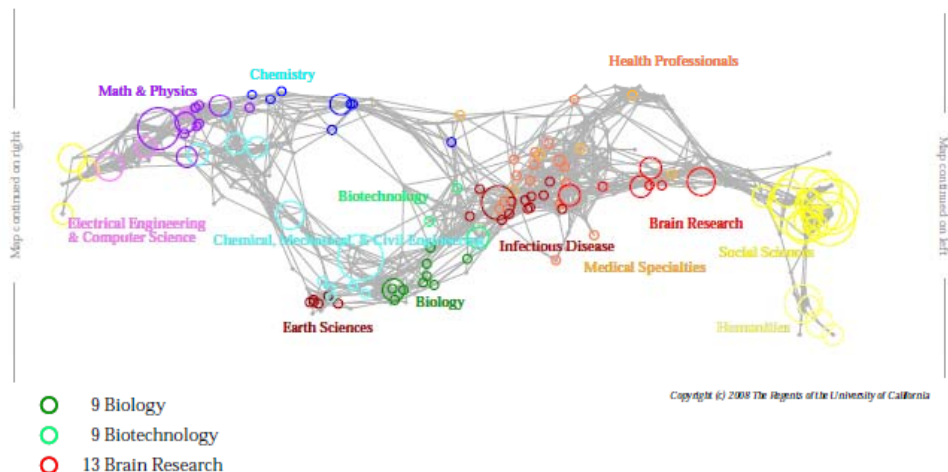 Health Professionals
Chemistry
Math & Physics
Map continued on right
Map continued on left
Biotechnology
Electrical Engineering
& Computer Science
Brain Research
Chemical, Mechanical, & Civil Engineering
Infectious Disease
Social Sciences
Medical Specialties
Biology
Earth Sciences
Humanities
Copyright (c) 2008 The Regents of the University of California
9 Biology
9 Biotechnology
13 Brain Research